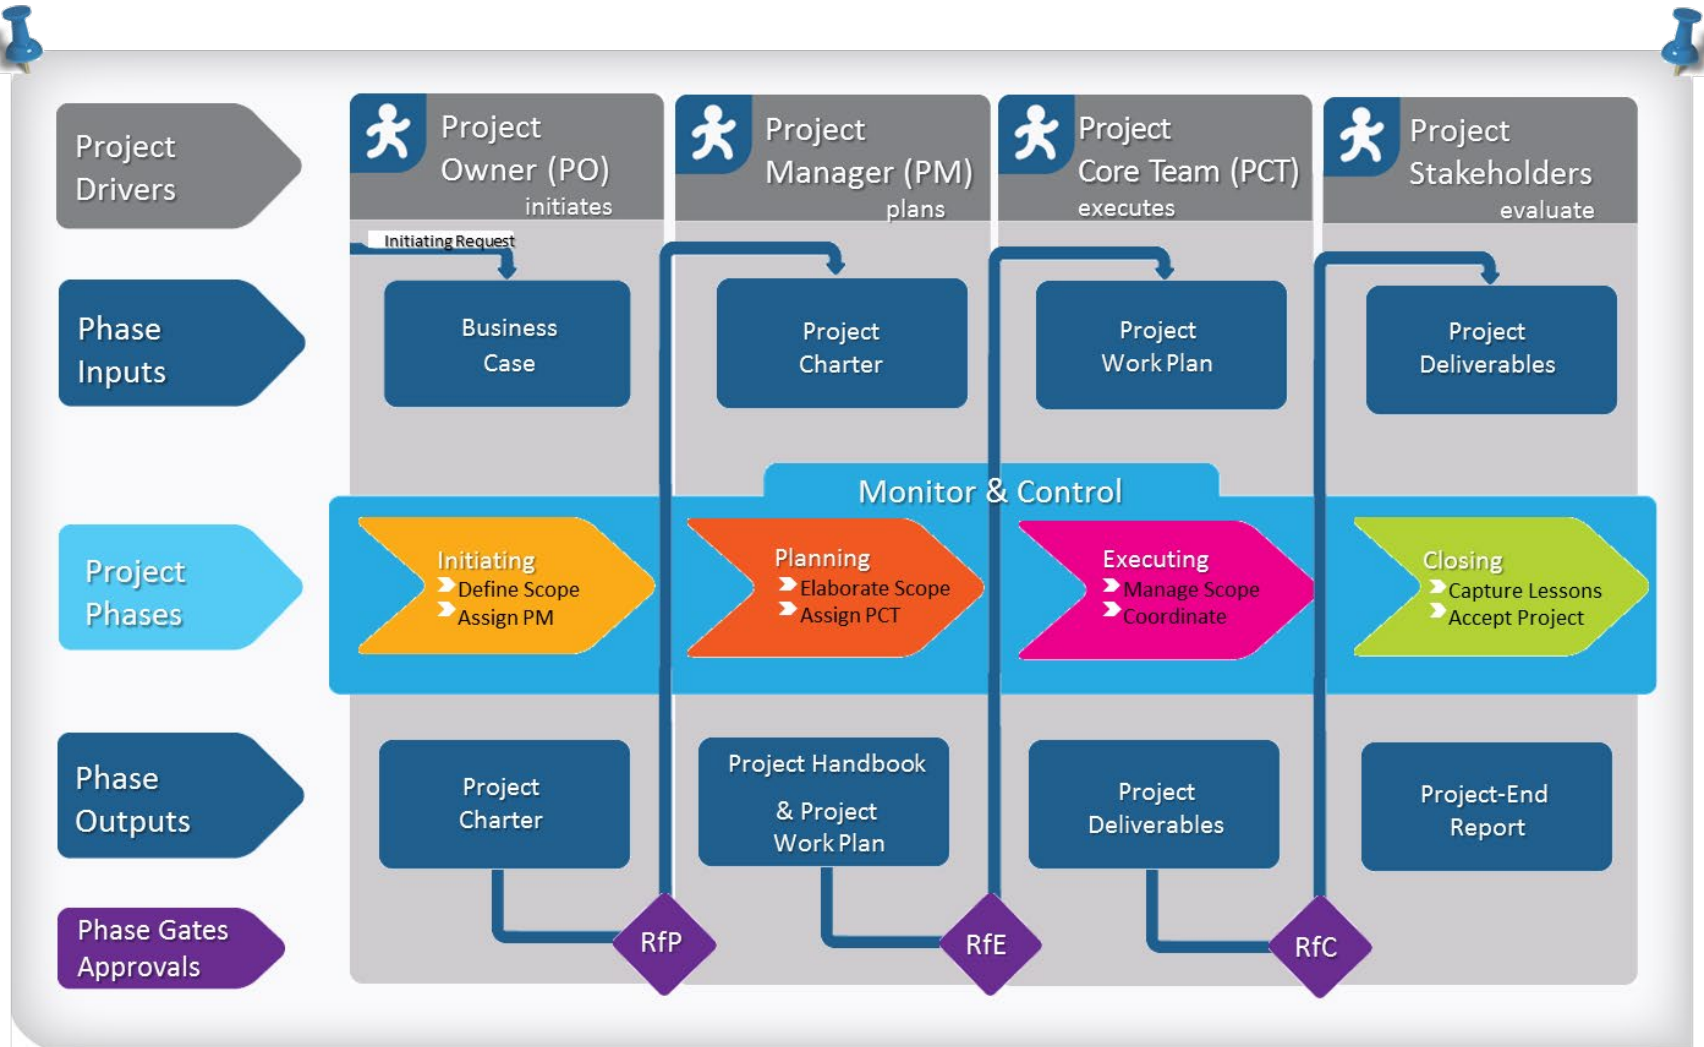 Project
Drivers
Project
Owner (PO)
initiates
Project
Manager (PM)
plans
Project
Core Team (PCT)
executes
Project
Stakeholders
evaluate
Initiating Request
Phase
Inputs
Business
Case
Project
Charter
Project
Work Plan
Project
Deliverables
Monitor & Control
Project
Phases
Initiating
Define Scope
Assign PM
Planning
Elaborate Scope
Assign PCT
Executing
Manage Scope
Coordinate
Closing
Capture Lessons
Accept Project
Phase
Outputs
Project
Charter
Project Handbook
& Project
Work Plan
Project
Deliverables
Project-End
Report
Phase Gates
Approvals
RfP
RfE
RfC